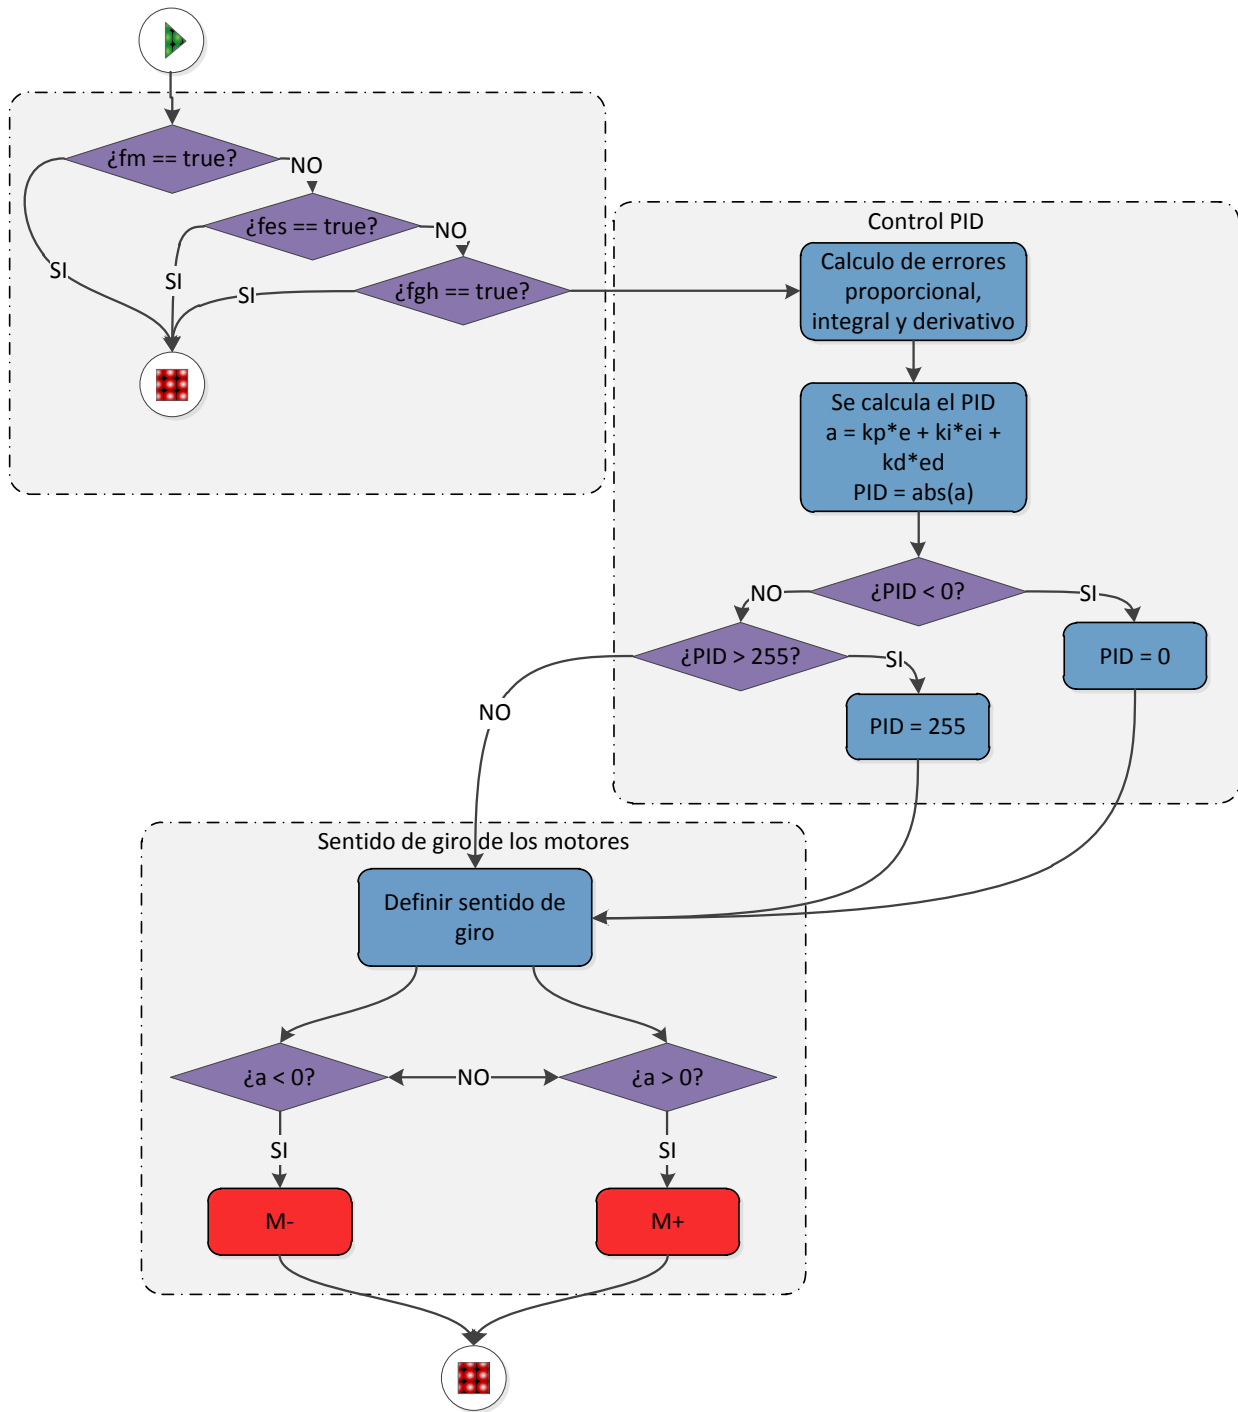 ¿fm == true?
NO
¿fes == true?
NO
SI
SI
SI
¿fgh == true?
Control PID
Calculo de errores
proporcional,
integral y derivativo
Se calcula el PID
a = kp*e + ki*ei +
kd*ed
PID = abs(a)
¿PID < 0?
NO
SI
¿PID > 255?
SI
PID = 0
NO
PID = 255
Sentido de giro de los motores
Definir sentido de
giro
¿a < 0?
NO
¿a > 0?
SI
SI
M-
M+